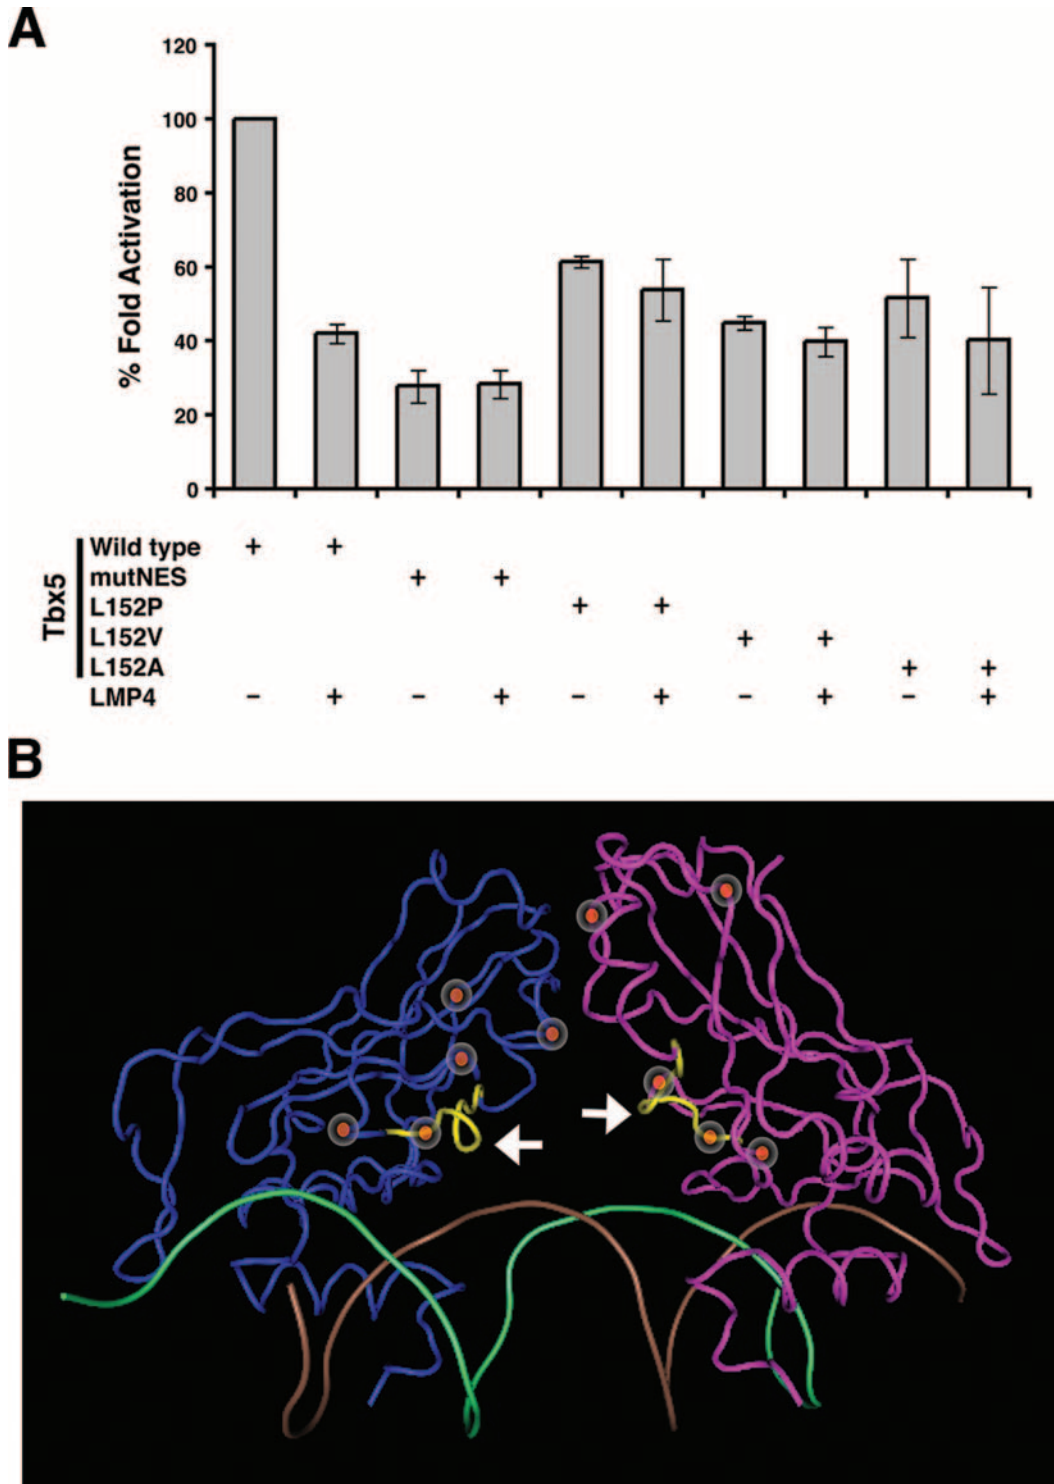 A
120
100
80
60
40
20
0
% Fold Activation
Tbx5
Wild type + +
mutNES + +
L152P + +
L152V + +
L152A + +
LMP4 − + − + − + − + − +
B